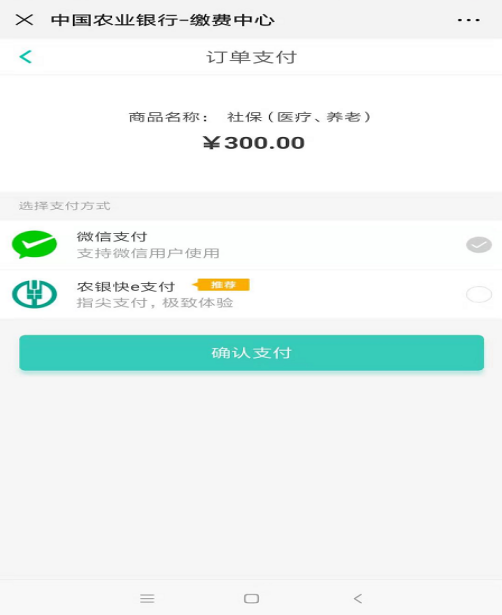 中国农业银行-缴费中心
订单支付
商品名称： 社保（医疗、养老）
￥300.00
选择支付方式
微信支付
支持微信用户使用
农银快e支付 推荐
指尖支付，极致体验
确认支付